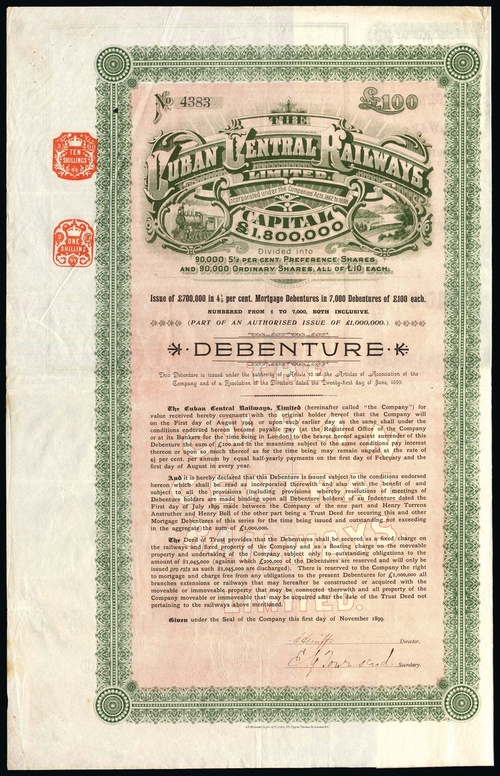 No 4383 £100
THE
CUBAN CENTRAL RAILWAYS,
LIMITED.
Incorporated under the Companies Acts, 1862 to 1898.
CAPITAL
£1,800,000
Divided into
90,000 5½ PER CENT. PREFERENCE SHARES
AND 90,000 ORDINARY SHARES, ALL OF £10 EACH.
TEN
SHILLINGS
ONE
SHILLING
Issue of £700,000 in 4½ per cent. Mortgage Debentures in 7,000 Debentures of £100 each.
NUMBERED FROM 1 TO 7,000, BOTH INCLUSIVE.
(PART OF AN AUTHORISED ISSUE OF £1,000,000.)
DEBENTURE
This Debenture is issued under the authority of Article 10 of the Articles of Association of the
Company and of a Resolution of the Directors dated the Twenty-first day of June, 1899.
The Cuban Central Railways, Limited (hereinafter called "the Company") for
value received hereby covenants with the original holder hereof that the Company will
on the First day of August 1994 or upon such earlier day as the same shall under the
conditions endorsed hereon become payable pay at the Registered Office of the Company
or at its Bankers for the time being in London) to the bearer hereof against surrender of this
Debenture the sum of £100 and in the meantime subject to the same conditions pay interest
thereon or upon so much thereof as for the time being may remain unpaid at the rate of
4½ per cent. per annum by equal half-yearly payments on the first day of February and the
first day of August in every year.
And it is hereby declared that this Debenture is issued subject to the conditions endorsed
hereon which shall be read as incorporated therewith and also with the benefit of and
subject to all the provisions (including provisions whereby resolutions of meetings of
Debenture holders are made binding upon all Debenture holders) of an Indenture dated the
First day of July 1899 made between the Company of the one part and Henry Torrens
Anstruther and Henry Bell of the other part being a Trust Deed for securing this and other
Mortgage Debentures of this series for the time being issued and outstanding not exceeding
in the aggregate the sum of £1,000,000.
The Deed of Trust provides that the Debentures shall be secured as a fixed charge on
the railways and fixed property of the Company and as a floating charge on the moveable
property and undertaking of the Company subject only to outstanding obligations to the
amount of $1,045,000 (against which £300,000 of the Debentures are reserved and will only be
issued pro rata as such $1,045,000 are discharged). There is reserved to the Company the right
to mortgage and charge free from any obligations to the present Debentures for £1,000,000 all
branches extensions or railways that may hereafter be constructed or acquired with the
moveable or immoveable property that may be connected therewith and all property of the
Company moveable or immoveable that may be acquired after the date of the Trust Deed not
pertaining to the railways as then mentioned.
Given under the Seal of the Company this first day of November 1899.
Director.
Secretary.
LIMITED.